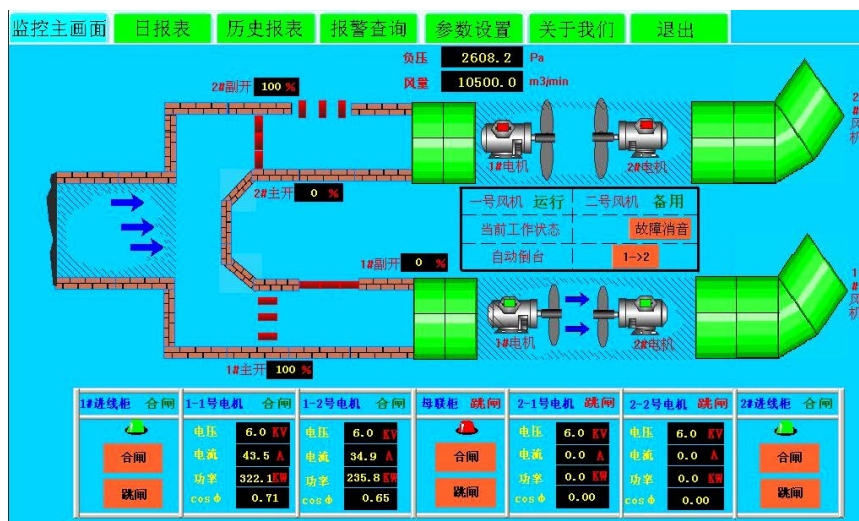 监控主画面 日报表 历史报表 报警查询 参数设置 关于我们 退出
负压 2608.2 Pa
风量 10500.0 m3/min
2#副开 100 %
2#风机
1#电机 2#电机
2#主开 0 %
一号风机 运行 二号风机 备用
当前工作状态 故障消音
自动倒台 1->2
1#副开 0 %
1#风机
1#电机 2#电机
1#主开 100 %
1#进线柜 合闸
合闸
跳闸
1-1号电机 合闸
电压 6.0 KV
电流 43.5 A
功率 322.1KW
cosΦ 0.71
1-2号电机 合闸
电压 6.0 KV
电流 34.9 A
功率 235.8KW
cosΦ 0.65
母联柜 跳闸
合闸
跳闸
2-1号电机 跳闸
电压 6.0 KV
电流 0.0 A
功率 0.0 KW
cosΦ 0.00
2-2号电机 跳闸
电压 6.0 KV
电流 0.0 A
功率 0.0 KW
cosΦ 0.00
2#进线柜 合闸
合闸
跳闸